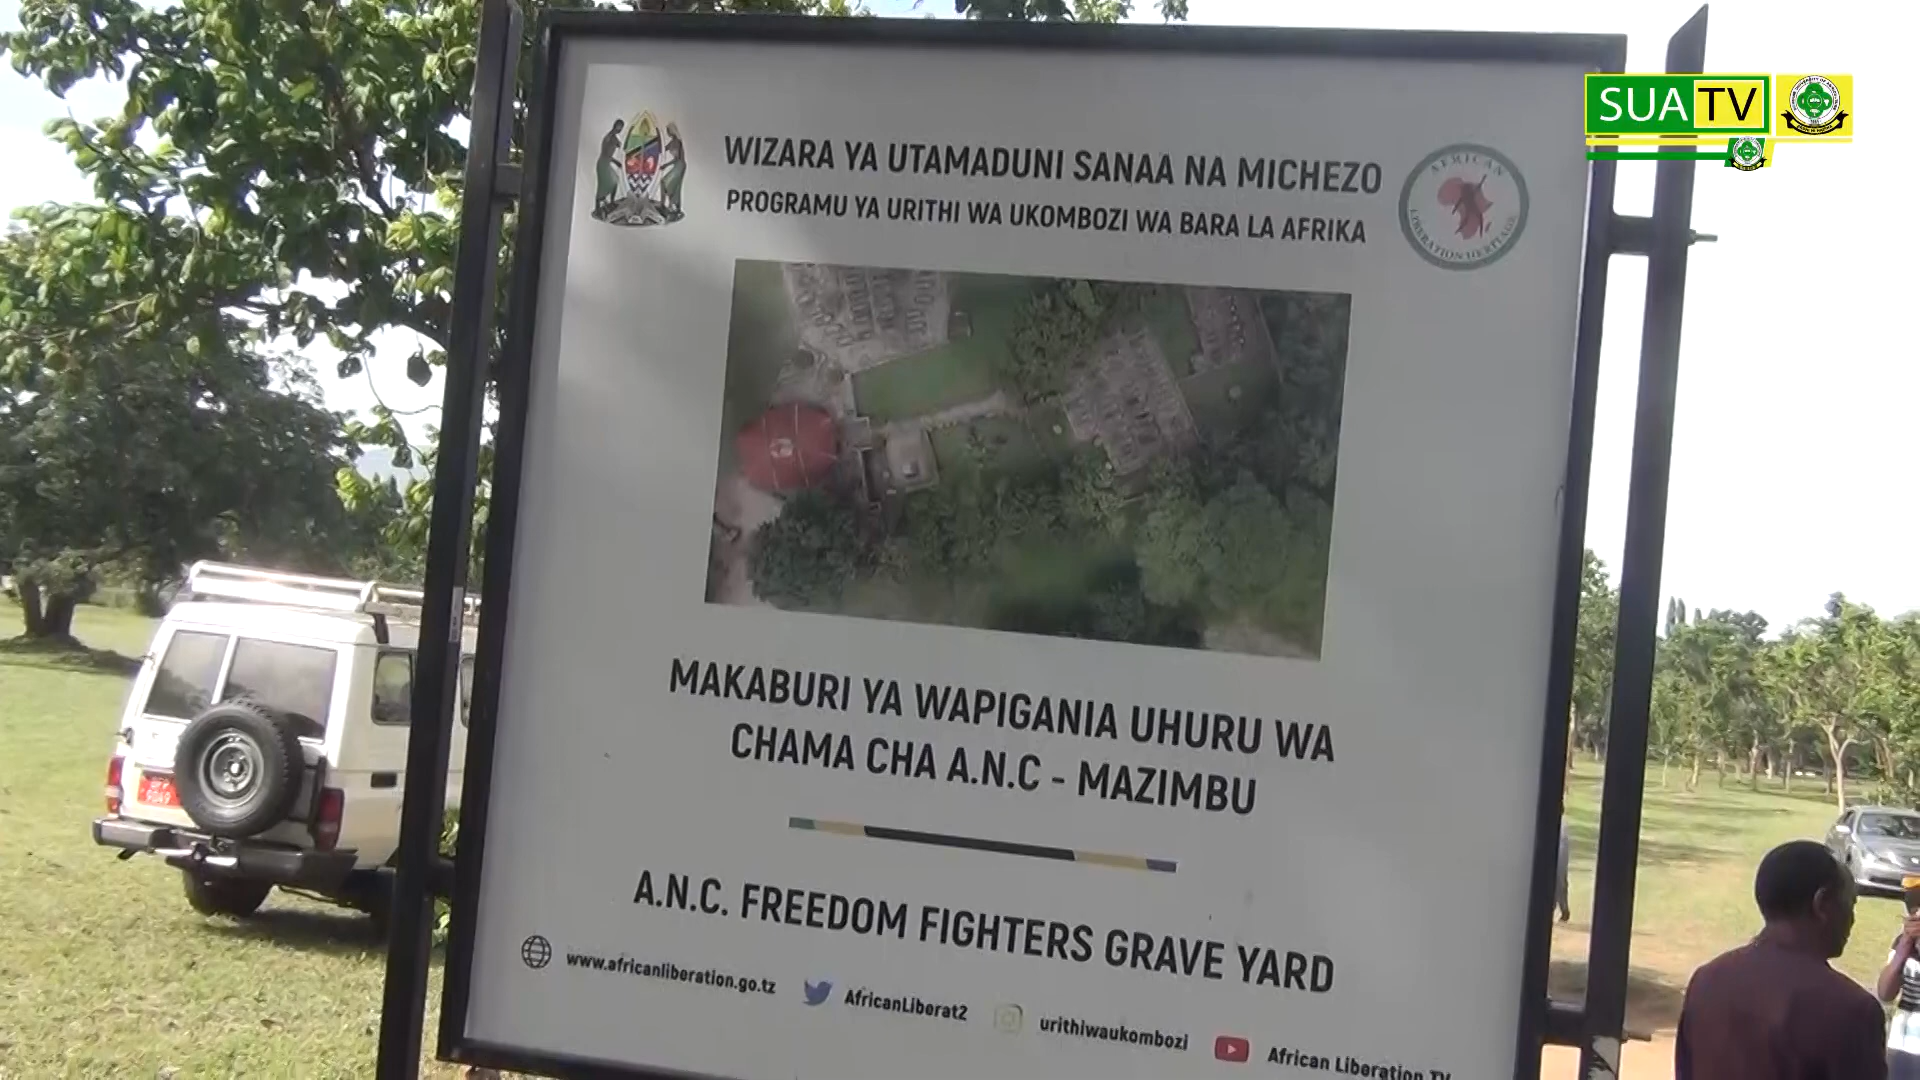 SUATV
WIZARA YA UTAMADUNI SANAA NA MICHEZO
PROGRAMU YA URITHI WA UKOMBOZI WA BARA LA AFRIKA
AFRICAN
LIBERATION HERITAGE
MAKABURI YA WAPIGANIA UHURU WA
CHAMA CHA A.N.C - MAZIMBU
A.N.C. FREEDOM FIGHTERS GRAVE YARD
www.africanliberation.go.tz
AfricanLiberat2
urithiwaukombozi
African Liberation TV